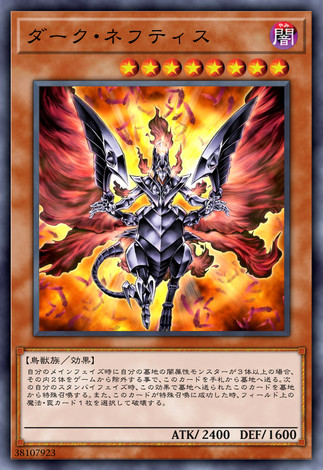 ダーク・ネフティス
やみ
闇
【鳥獣族／効果】
自分のメインフェイズ時に自分の墓地の闇属性モンスターが３体以上の場合、
その内２体をゲームから除外する事で、このカードを手札から墓地へ送る。次
の自分のスタンバイフェイズ時、この効果で墓地へ送られたこのカードを墓地
から特殊召喚する。また、このカードが特殊召喚に成功した時、フィールド上の
魔法・罠カード１枚を選択して破壊する。
ATK/ 2400 DEF/1600
38107923